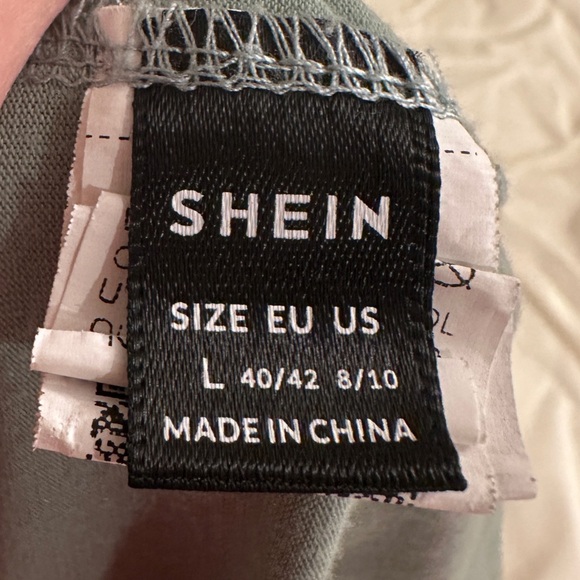 SHEIN
SIZE EU US
L 40/42 8/10
MADE IN CHINA